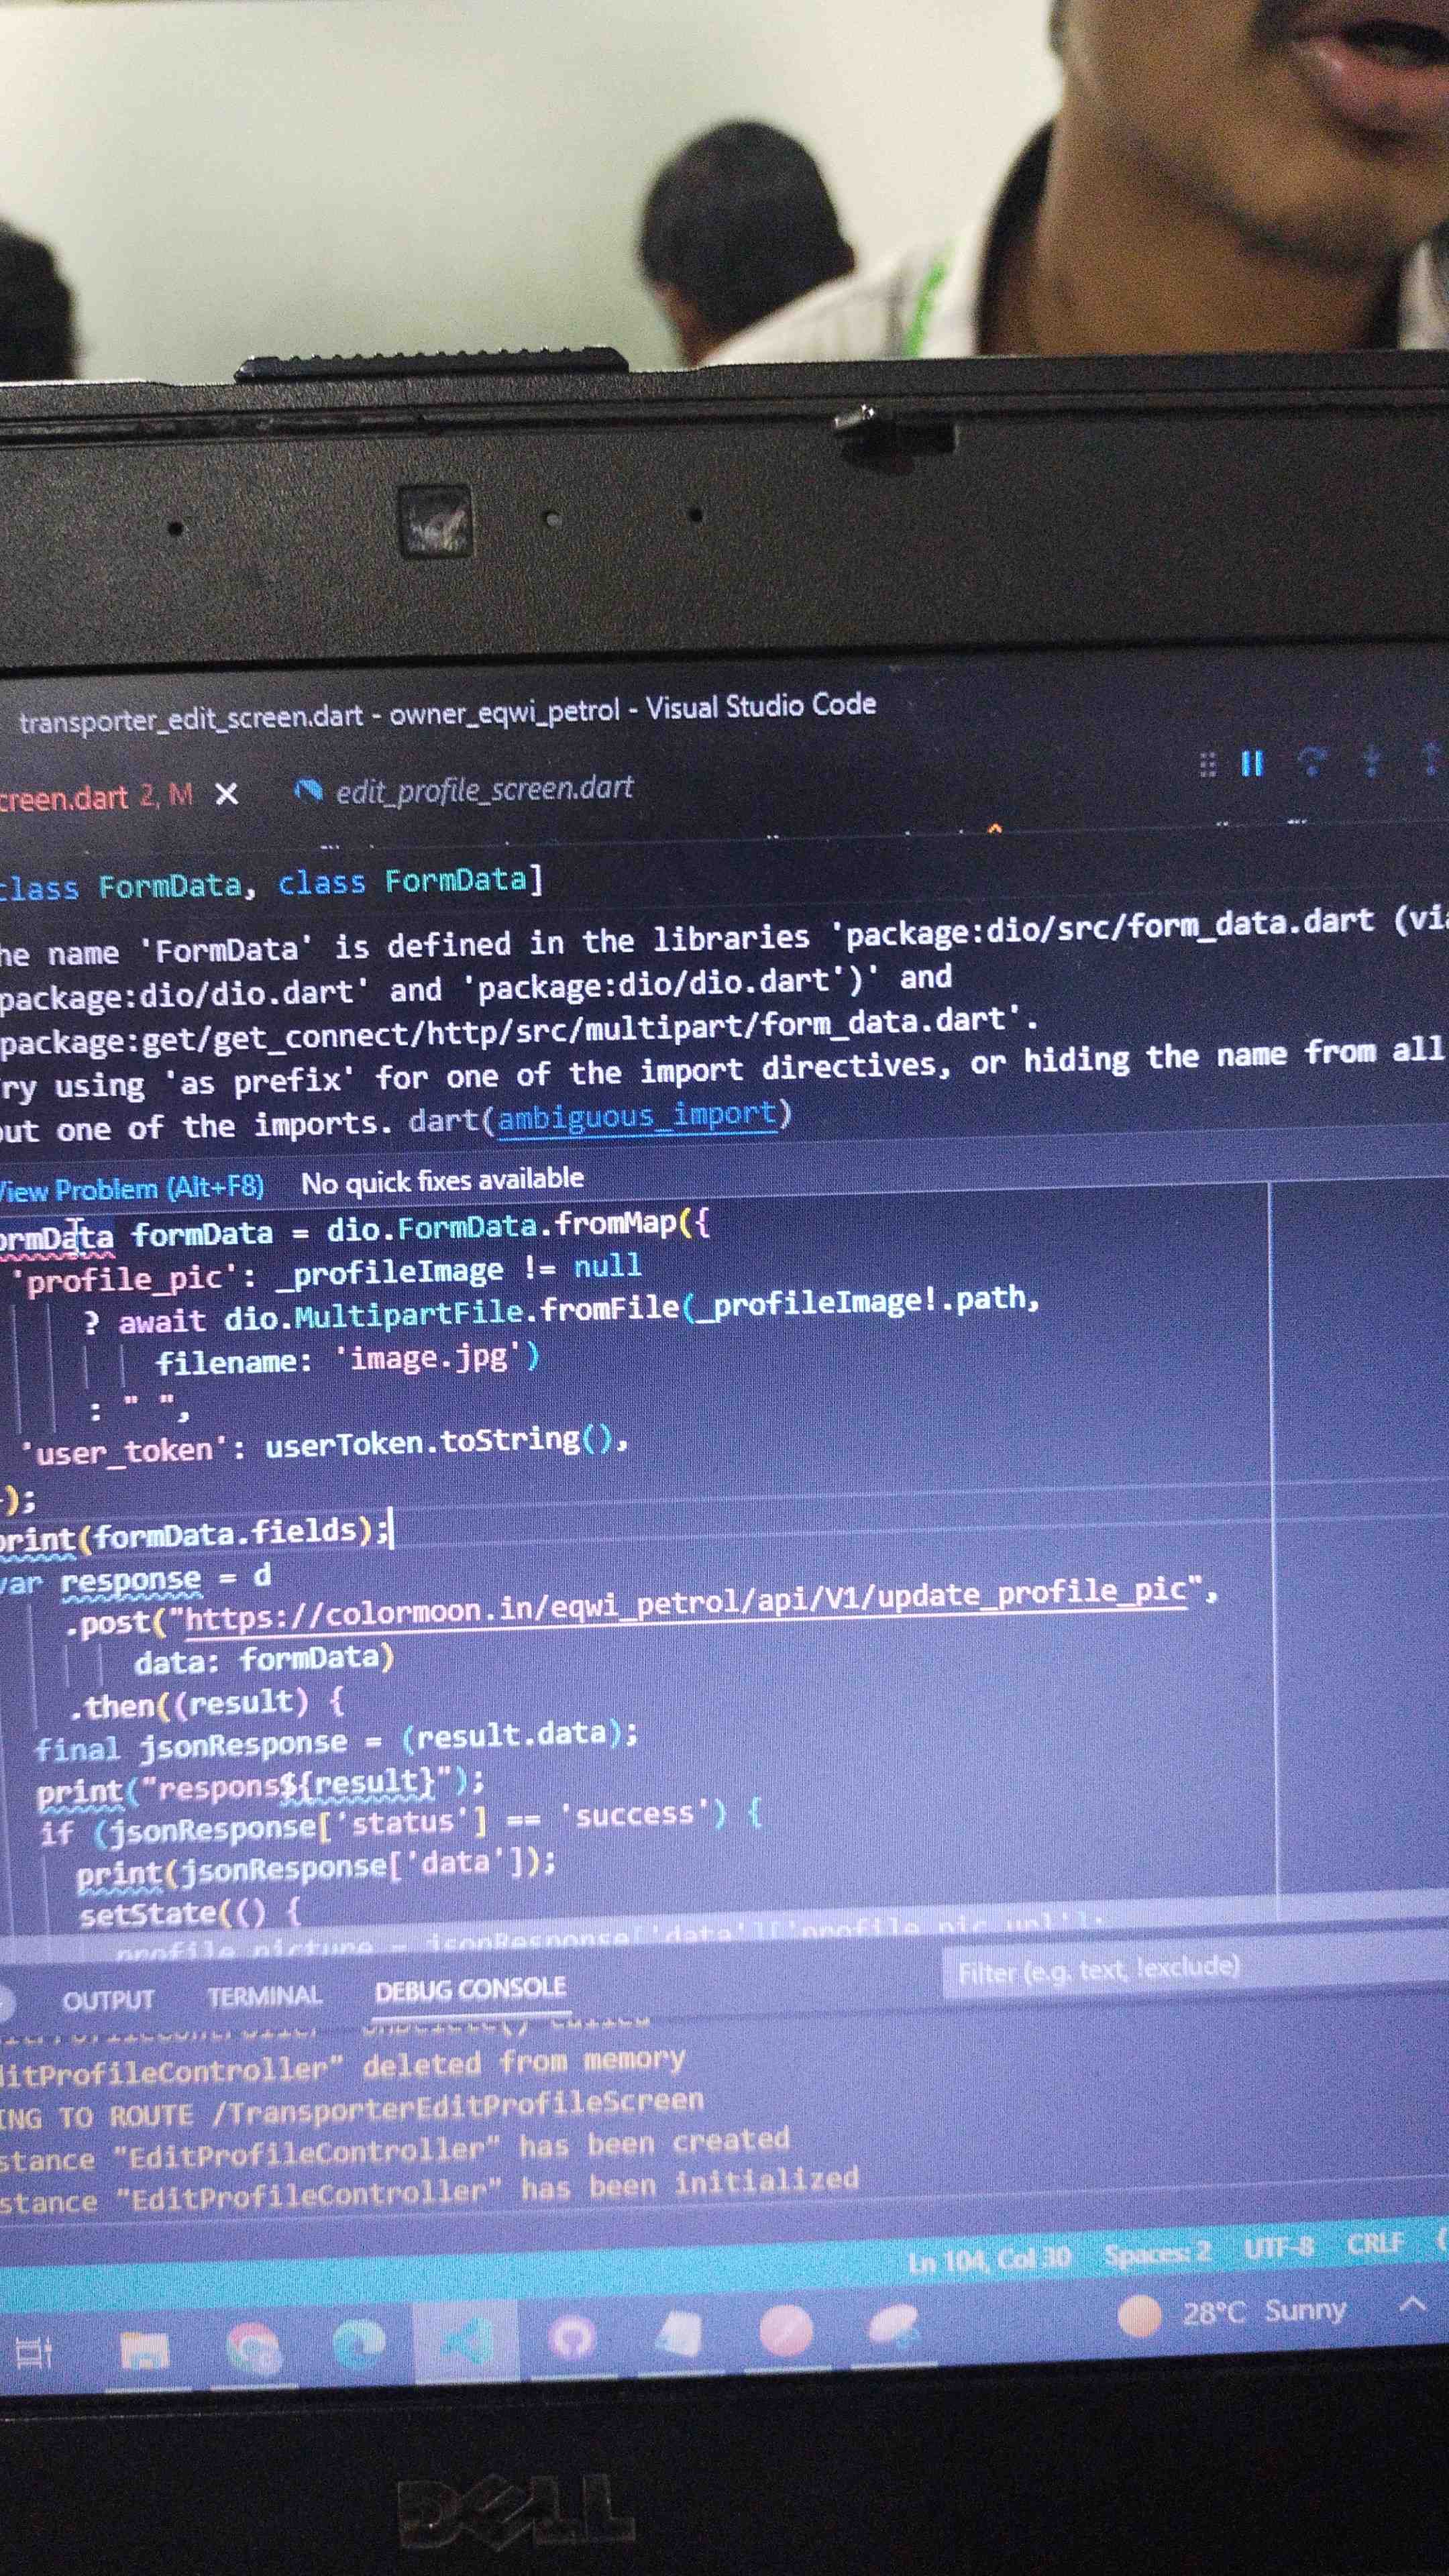 transporter_edit_screen.dart - owner_eqwi_petrol - Visual Studio Code
creen.dart 2, M edit_profile_screen.dart
class FormData, class FormData]
he name 'FormData' is defined in the libraries 'package:dio/src/form_data.dart (via
package:dio/dio.dart' and 'package:dio/dio.dart')' and
package:get/get_connect/http/src/multipart/form_data.dart'.
ry using 'as prefix' for one of the import directives, or hiding the name from all
out one of the imports. dart(ambiguous_import)
View Problem (Alt+F8) No quick fixes available
ormData formData = dio.FormData.fromMap({
'profile_pic': _profileImage != null
? await dio.MultipartFile.fromFile(_profileImage!.path,
filename: 'image.jpg')
: " ",
'user_token': userToken.toString(),
});
print(formData.fields);
var response = d
.post("https://colormoon.in/eqwi_petrol/api/V1/update_profile_pic",
data: formData)
.then((result) {
final jsonResponse = (result.data);
print("respons${result}");
if (jsonResponse['status'] == 'success') {
print(jsonResponse['data']);
setState(() {
profile_picture = jsonResponse['data']['profile_pic_url'];
OUTPUT TERMINAL DEBUG CONSOLE Filter (e.g. text, !exclude)
ditProfileController" deleted from memory
ING TO ROUTE /TransporterEditProfileScreen
stance "EditProfileController" has been created
stance "EditProfileController" has been initialized
Ln 104, Col 30 Spaces: 2 UTF-8 CRLF
28°C Sunny
DELL